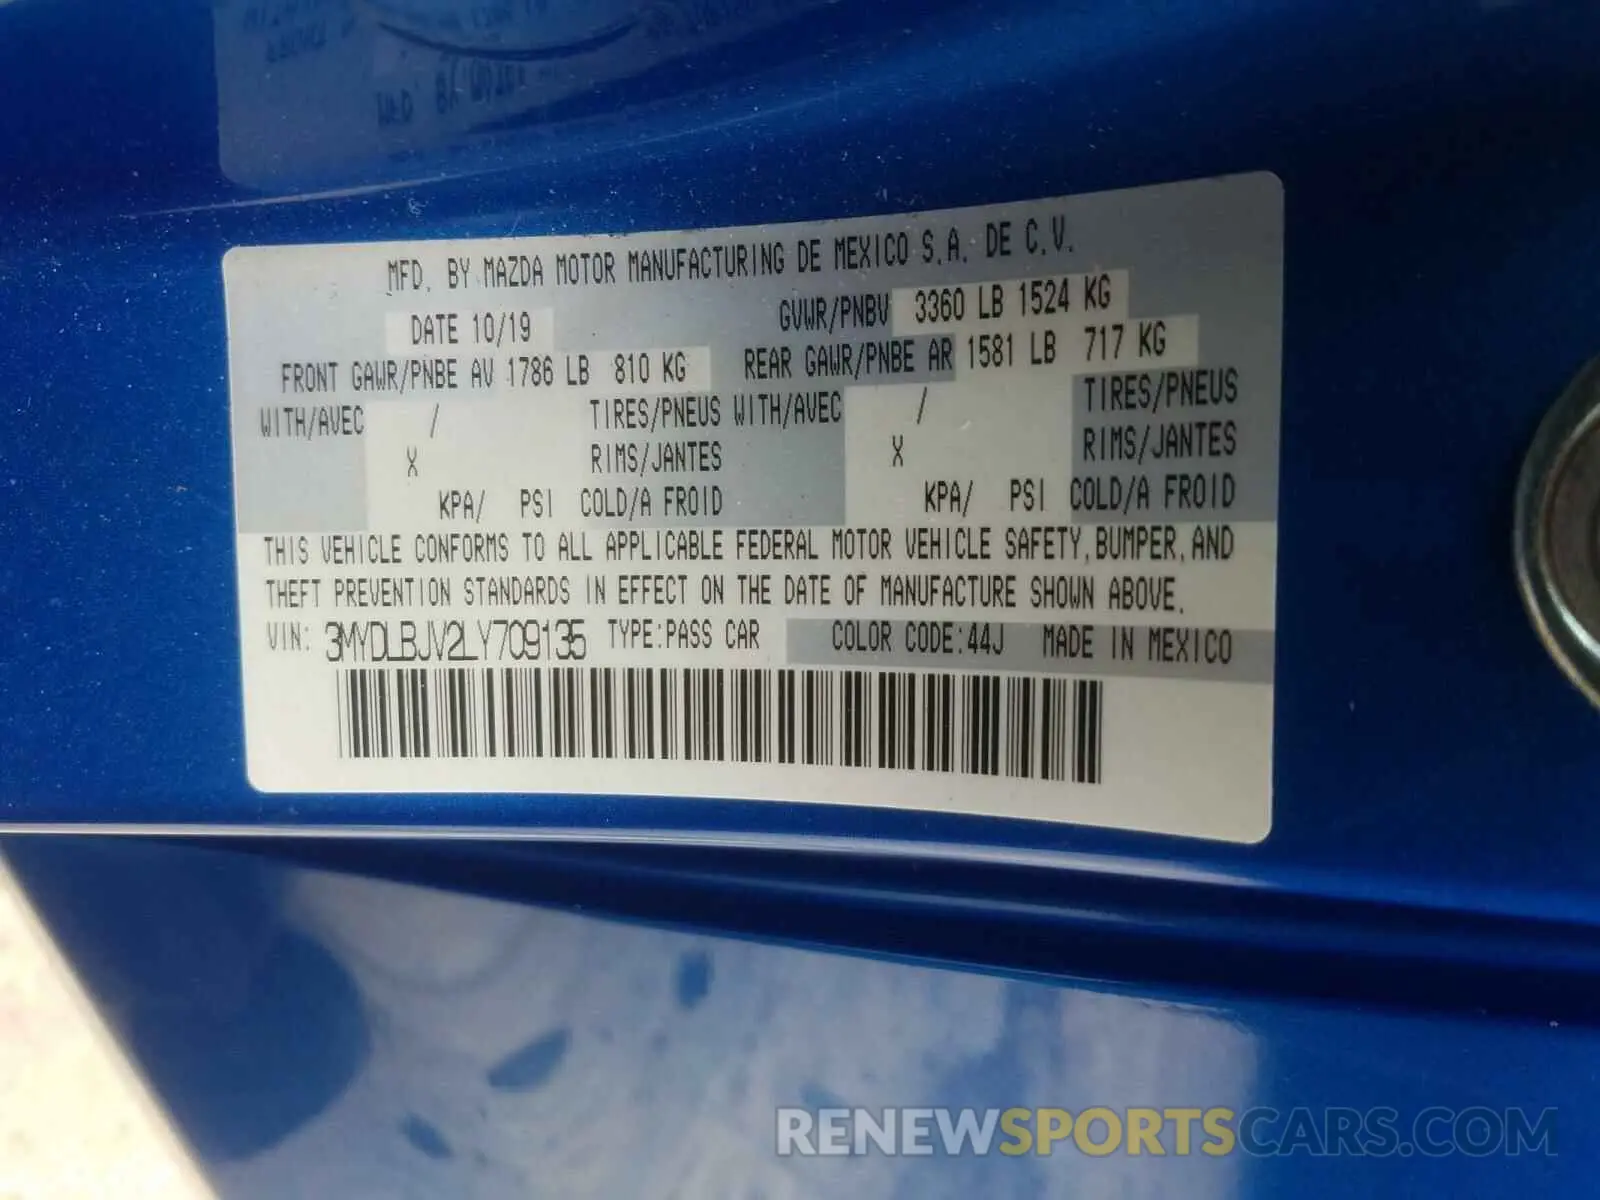 MFD. BY MAZDA MOTOR MANUFACTURING DE MEXICO S.A. DE C.V.
DATE 10/19 GVWR/PNBV 3360 LB 1524 KG
FRONT GAWR/PNBE AV 1786 LB 810 KG REAR GAWR/PNBE AR 1581 LB 717 KG
WITH/AVEC / TIRES/PNEUS WITH/AVEC / TIRES/PNEUS
X RIMS/JANTES X RIMS/JANTES
KPA/ PSI COLD/A FROID KPA/ PSI COLD/A FROID
THIS VEHICLE CONFORMS TO ALL APPLICABLE FEDERAL MOTOR VEHICLE SAFETY, BUMPER, AND
THEFT PREVENTION STANDARDS IN EFFECT ON THE DATE OF MANUFACTURE SHOWN ABOVE.
VIN: 3MYDLBJV2LY709135 TYPE:PASS CAR COLOR CODE:44J MADE IN MEXICO
RENEWSPORTSCARS.COM